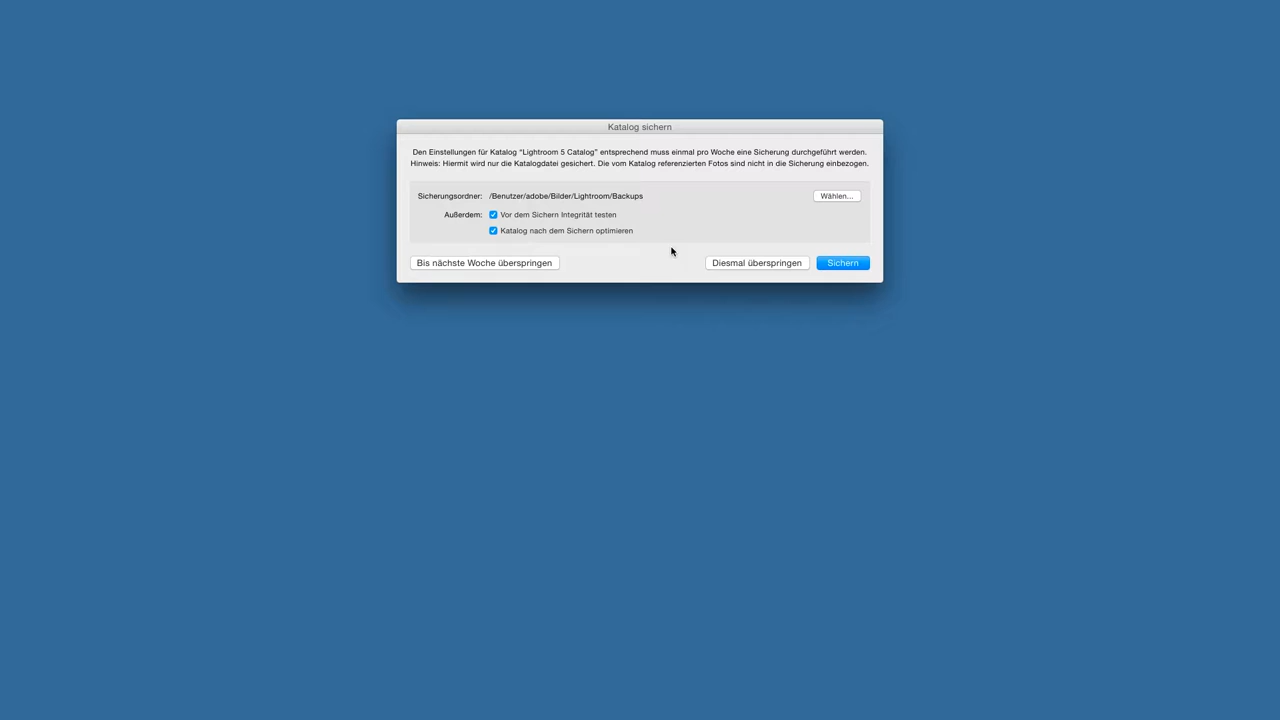 Katalog sichern
Den Einstellungen für Katalog "Lightroom 5 Catalog" entsprechend muss einmal pro Woche eine Sicherung durchgeführt werden.
Hinweis: Hiermit wird nur die Katalogdatei gesichert. Die vom Katalog referenzierten Fotos sind nicht in die Sicherung einbezogen.
Sicherungsordner: /Benutzer/adobe/Bilder/Lightroom/Backups Wählen...
Außerdem: Vor dem Sichern Integrität testen
Katalog nach dem Sichern optimieren
Bis nächste Woche überspringen Diesmal überspringen Sichern